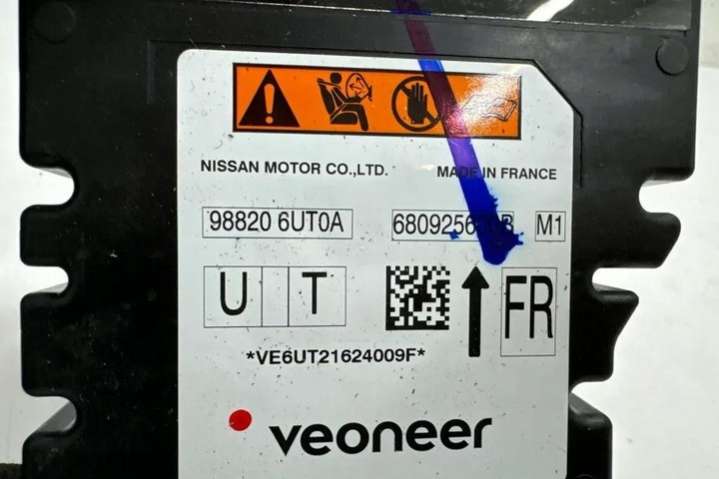 NISSAN MOTOR CO.,LTD. MADE IN FRANCE
98820 6UT0A M1
U T FR
*VE6UT21624009F*
veoneer